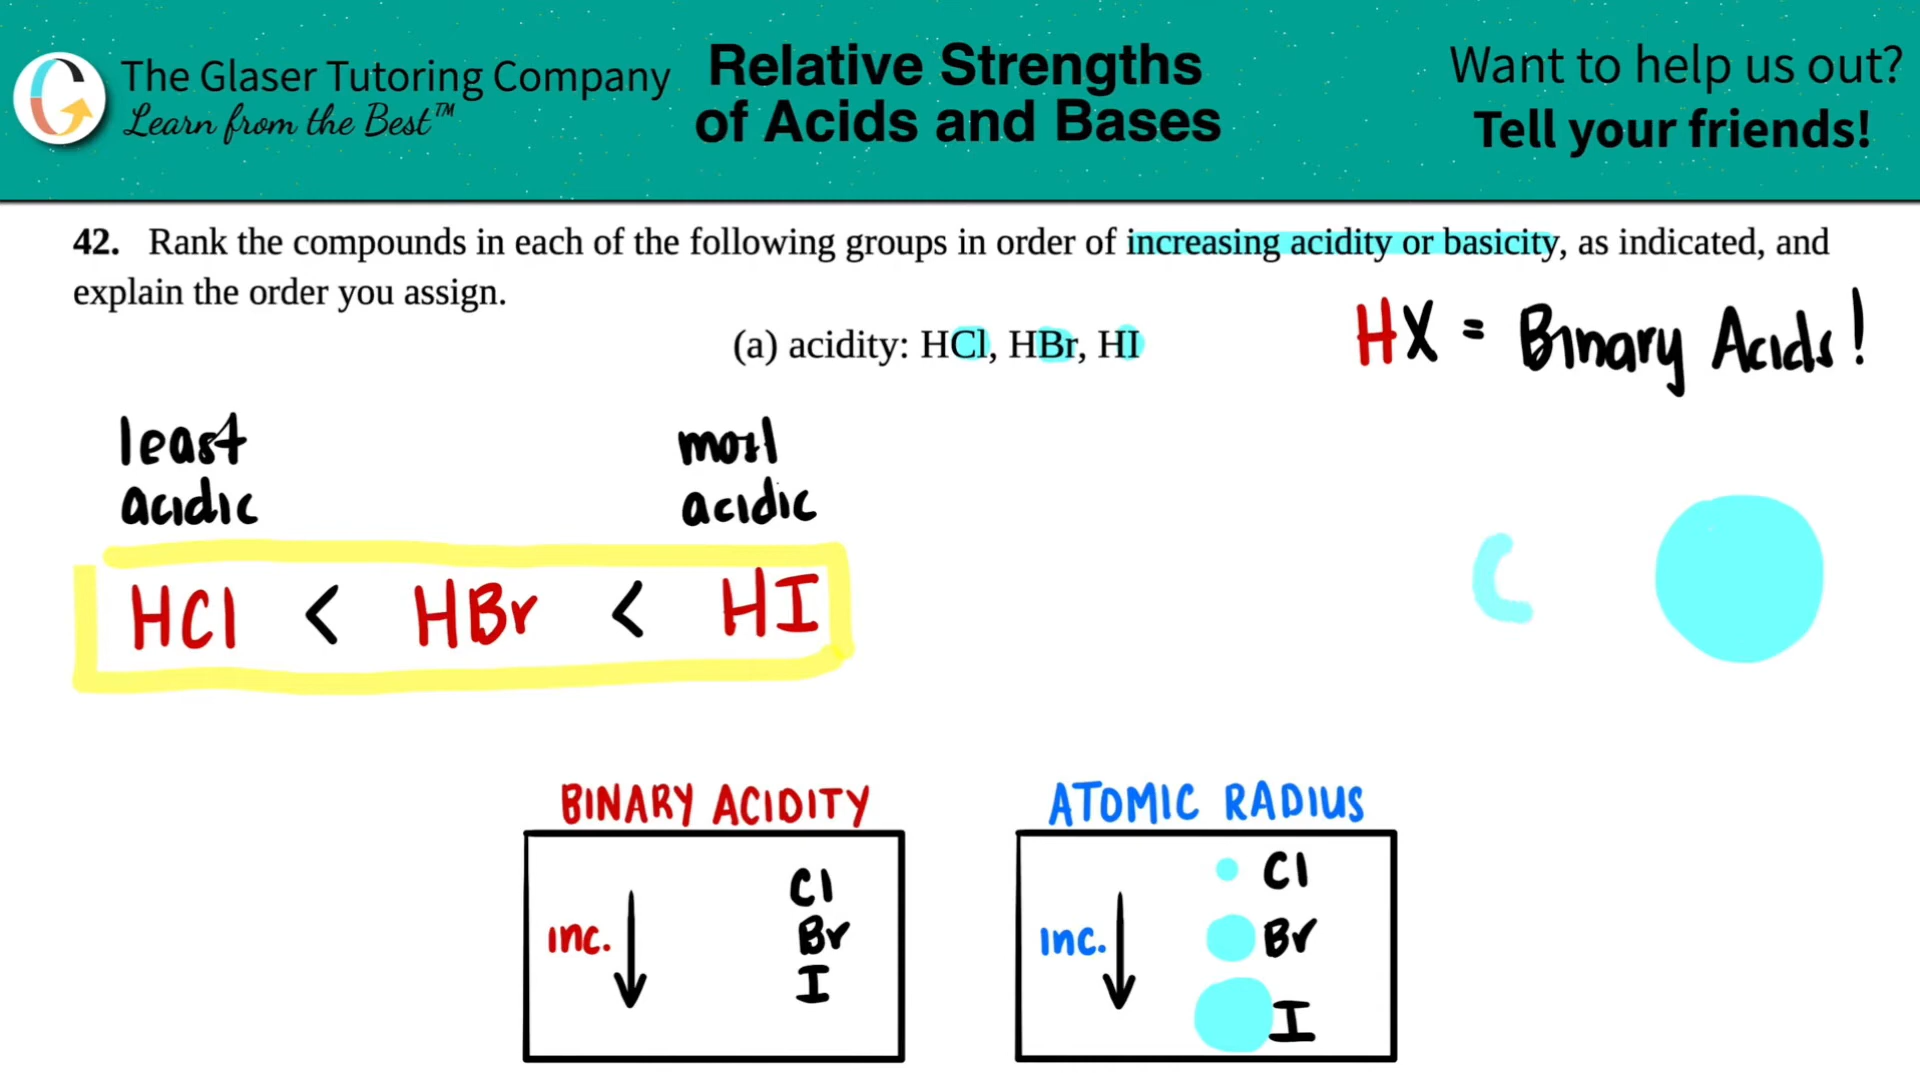 The Glaser Tutoring Company
Learn from the Best™
Relative Strengths
of Acids and Bases
Want to help us out?
Tell your friends!
42. Rank the compounds in each of the following groups in order of increasing acidity or basicity, as indicated, and
explain the order you assign.
(a) acidity: HCl, HBr, HI
HX = Binary Acids!
least
acidic
most
acidic
HCl < HBr < HI
BINARY ACIDITY
inc.
Cl
Br
I
ATOMIC RADIUS
inc.
Cl
Br
I